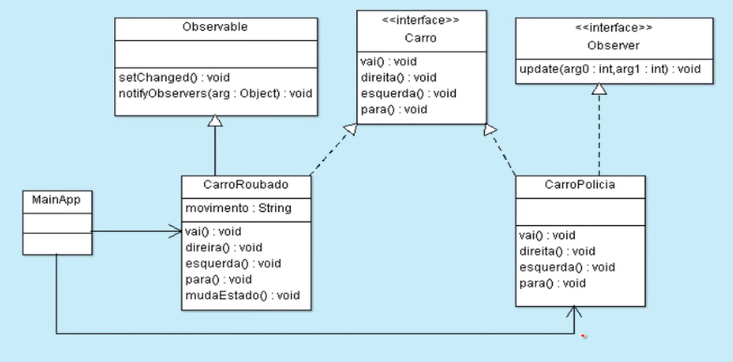 Observable
setChanged() : void
notifyObservers(arg : Object) : void
<<interface>>
Carro
vai() : void
direita() : void
esquerda() : void
para() : void
<<interface>>
Observer
update(arg0 : int,arg1 : int) : void
MainApp
CarroRoubado
movimento : String
vai() : void
direira() : void
esquerda() : void
para() : void
mudaEstado() : void
CarroPolicia
vai() : void
direita() : void
esquerda() : void
para() : void